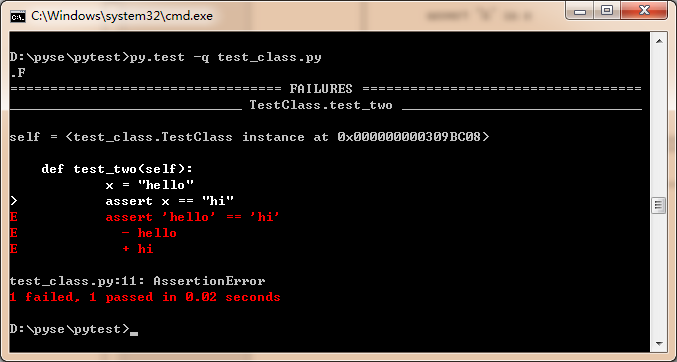 C:\Windows\system32\cmd.exe
D:\pyse\pytest>py.test -q test_class.py
.F
================================== FAILURES ===================================
_____________________________ TestClass.test_two ______________________________
self = <test_class.TestClass instance at 0x000000000309BC08>
def test_two(self):
x = "hello"
> assert x == "hi"
E assert 'hello' == 'hi'
E - hello
E + hi
test_class.py:11: AssertionError
1 failed, 1 passed in 0.02 seconds
D:\pyse\pytest>_